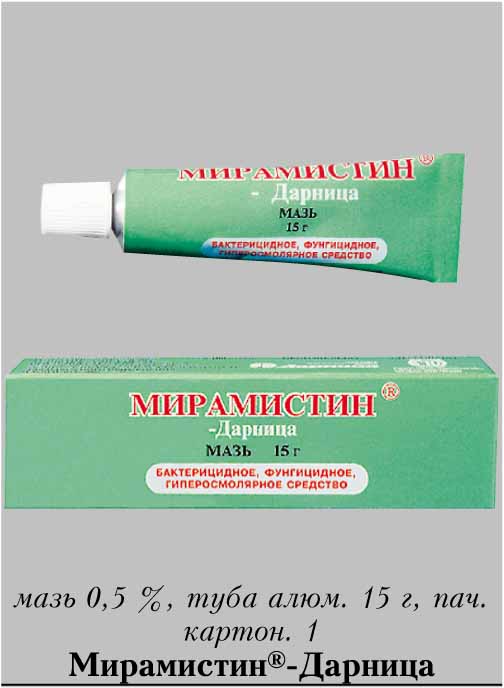 МИРАМИСТИН®
- Дарница
МАЗЬ
15 г
БАКТЕРИЦИДНОЕ, ФУНГИЦИДНОЕ,
ГИПЕРОСМОЛЯРНОЕ СРЕДСТВО
Дарница
МИРАМИСТИН®
-Дарница
МАЗЬ 15 г
БАКТЕРИЦИДНОЕ, ФУНГИЦИДНОЕ,
ГИПЕРОСМОЛЯРНОЕ СРЕДСТВО
мазь 0,5 %, туба алюм. 15 г, пач.
картон. 1
Мирамистин®-Дарница